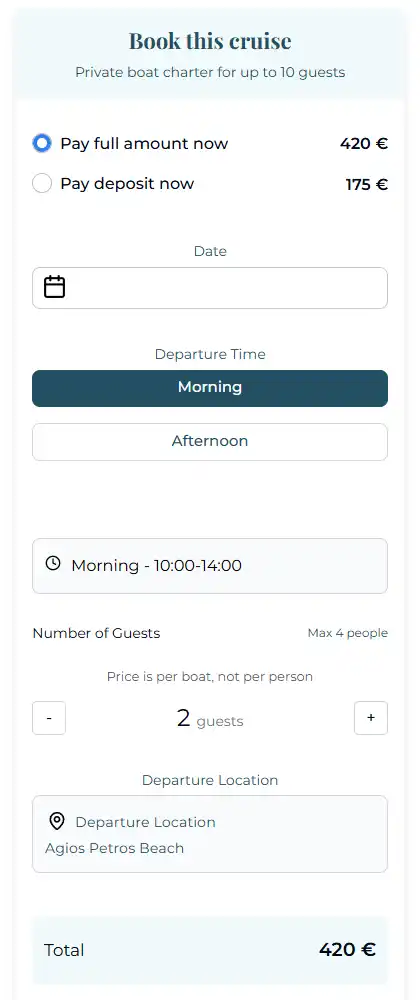 Book this cruise
Private boat charter for up to 10 guests
Pay full amount now 420 €
Pay deposit now 175 €
Date
Departure Time
Morning
Afternoon
Morning - 10:00-14:00
Number of Guests Max 4 people
Price is per boat, not per person
- 2 guests +
Departure Location
Departure Location
Agios Petros Beach
Total 420 €